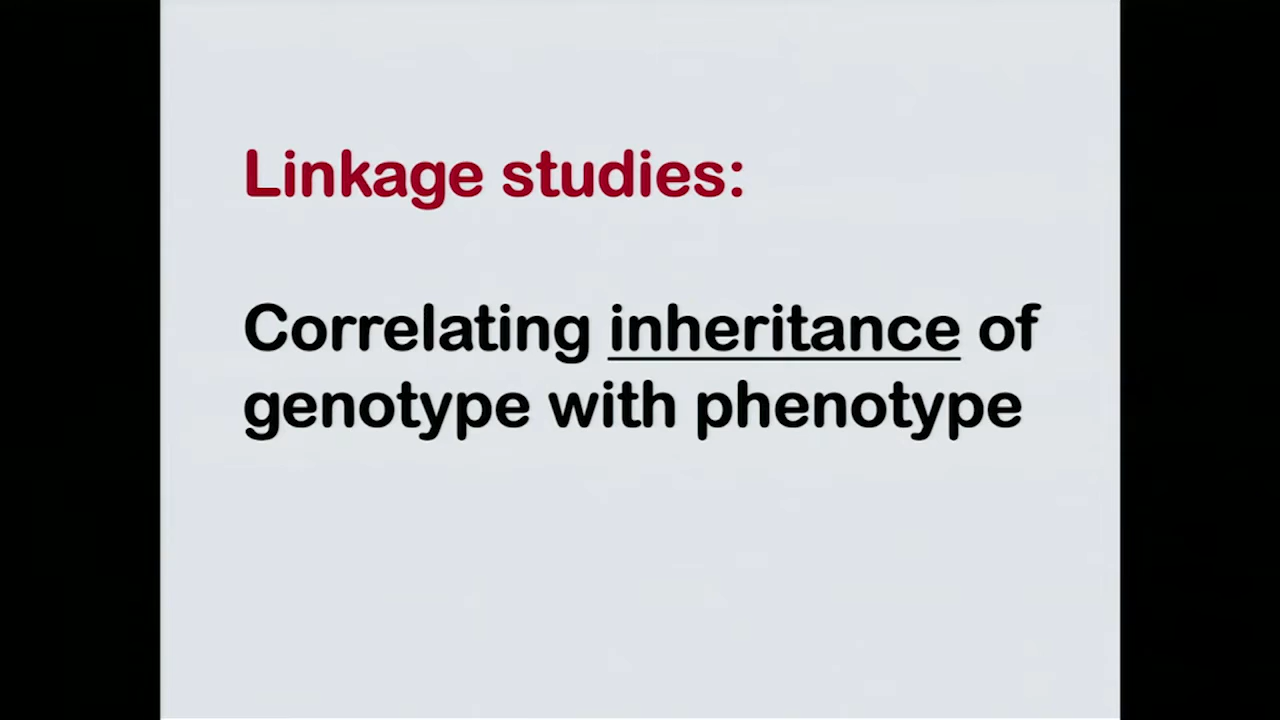 Linkage studies:
Correlating inheritance of
genotype with phenotype